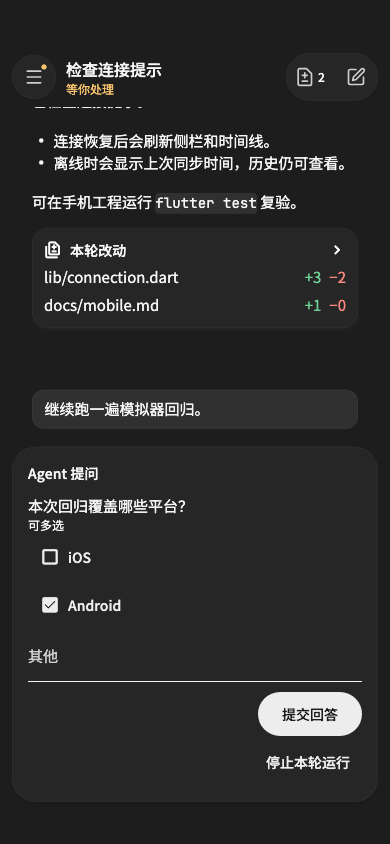 检查连接提示
等你处理
2
• 连接恢复后会刷新侧栏和时间线。
• 离线时会显示上次同步时间，历史仍可查看。
可在手机工程运行 flutter test 复验。
本轮改动
lib/connection.dart +3 −2
docs/mobile.md +1 −0
继续跑一遍模拟器回归。
Agent 提问
本次回归覆盖哪些平台？
可多选
iOS
Android
其他
提交回答
停止本轮运行